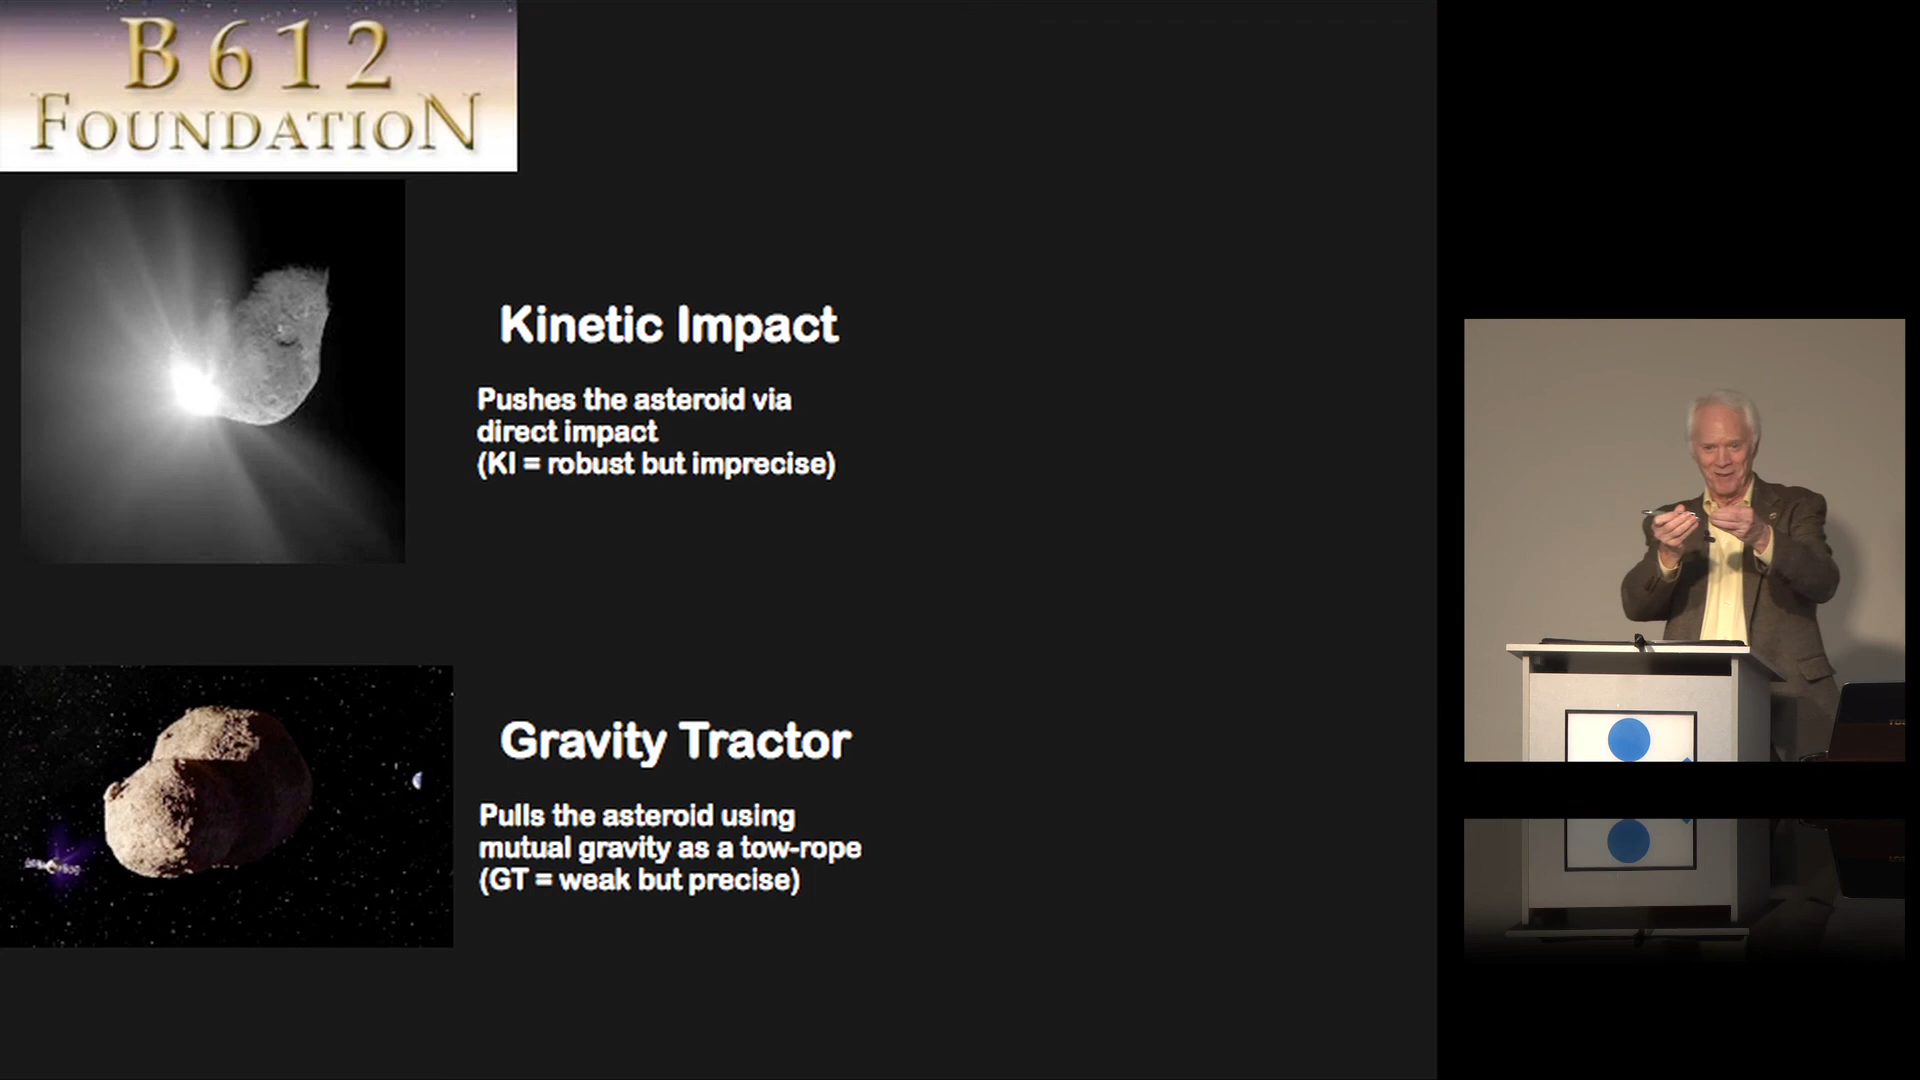 B612
FOUNDATION
Kinetic Impact
Pushes the asteroid via
direct impact
(KI = robust but imprecise)
Gravity Tractor
Pulls the asteroid using
mutual gravity as a tow-rope
(GT = weak but precise)